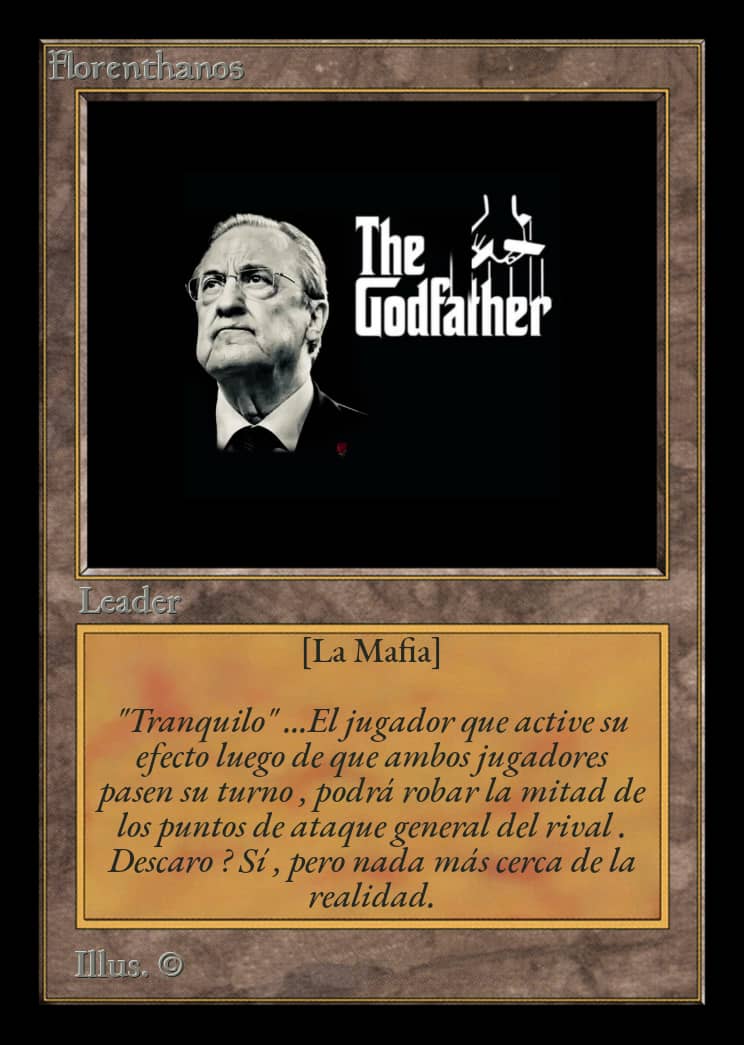 Florenthanos
The
Godfather
Leader
[La Mafia]
"Tranquilo" ...El jugador que active su
efecto luego de que ambos jugadores
pasen su turno , podrá robar la mitad de
los puntos de ataque general del rival .
Descaro ? Sí , pero nada más cerca de la
realidad.
Illus. ©